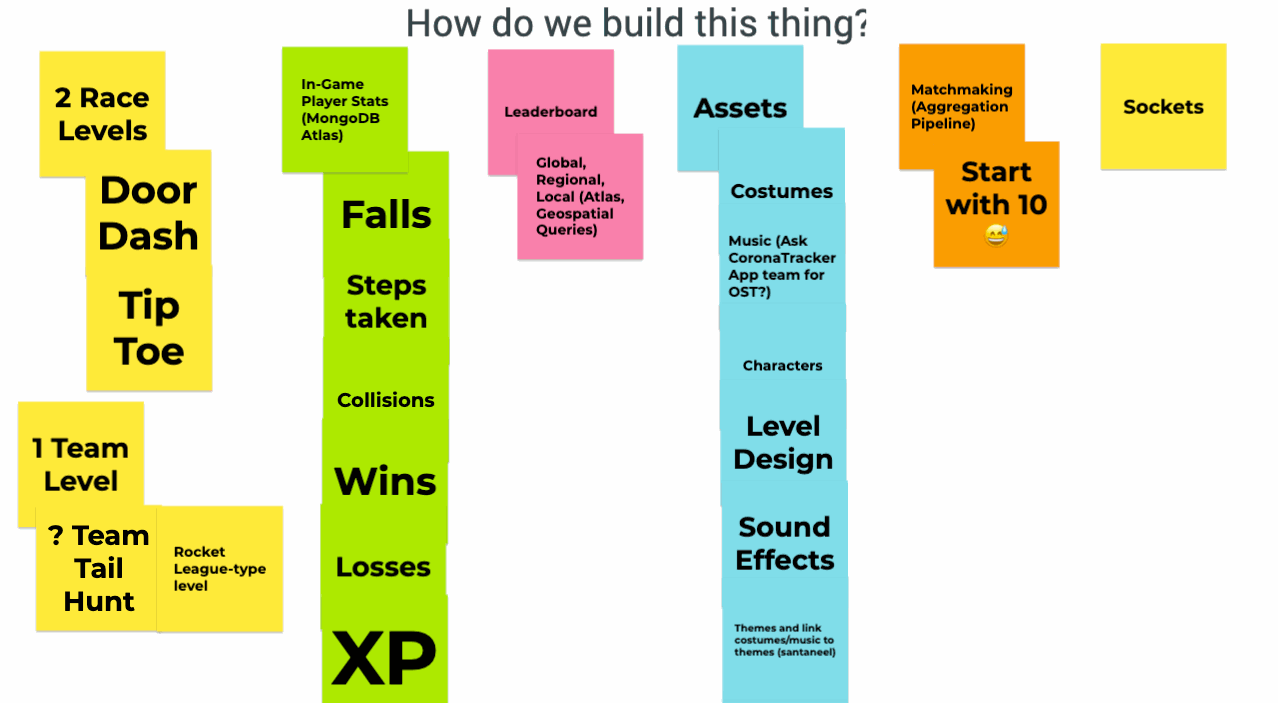 How do we build this thing?
2 Race
Levels
Door
Dash
Tip
Toe
1 Team
Level
? Team
Tail
Hunt
Rocket
League-type
level
In-Game
Player Stats
(MongoDB
Atlas)
Falls
Steps
taken
Collisions
Wins
Losses
XP
Leaderboard
Global,
Regional,
Local (Atlas,
Geospatial
Queries)
Assets
Costumes
Music (Ask
CoronaTracker
App team for
OST?)
Characters
Level
Design
Sound
Effects
Themes and link
costumes/music to
themes (santaneel)
Matchmaking
(Aggregation
Pipeline)
Start
with 10
😅
Sockets